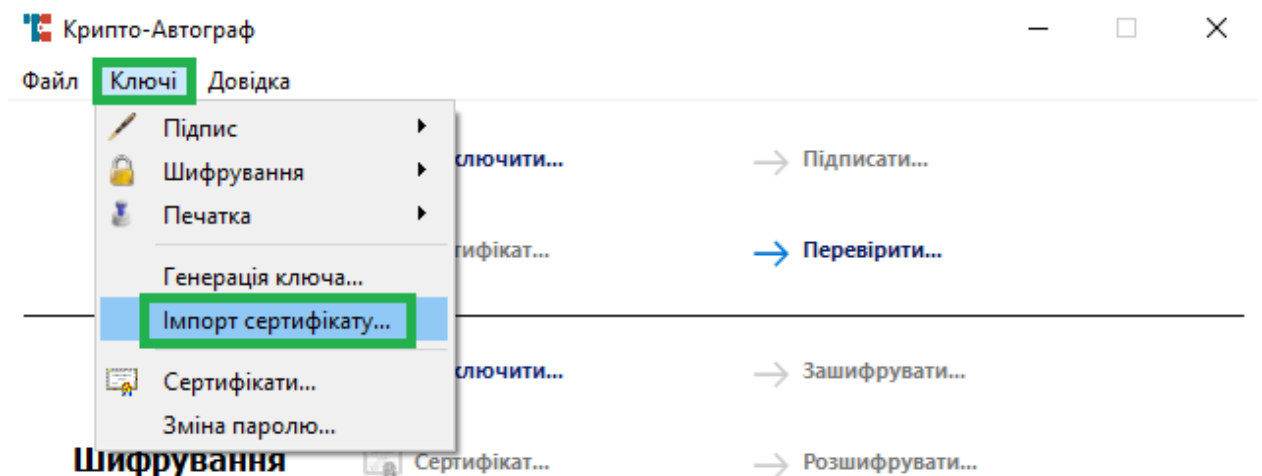 Крипто-Автограф
Файл Ключі Довідка
Підпис
Шифрування
Печатка
Генерація ключа...
Імпорт сертифікату...
Сертифікати...
Зміна паролю...
Підписати...
Перевірити...
Зашифрувати...
Шифрування Сертифікат... Розшифрувати...